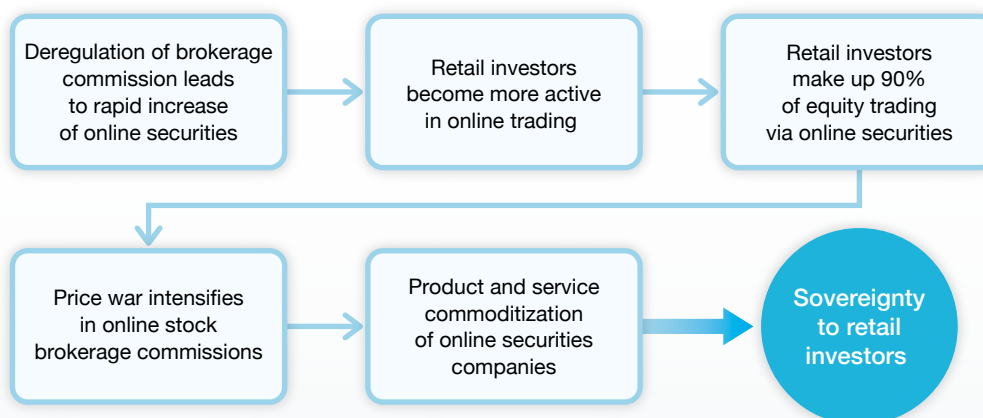 Deregulation of brokerage
commission leads
to rapid increase
of online securities
Retail investors
become more active
in online trading
Retail investors
make up 90%
of equity trading
via online securities
Price war intensifies
in online stock
brokerage commissions
Product and service
commoditization
of online securities
companies
Sovereignty
to retail
investors